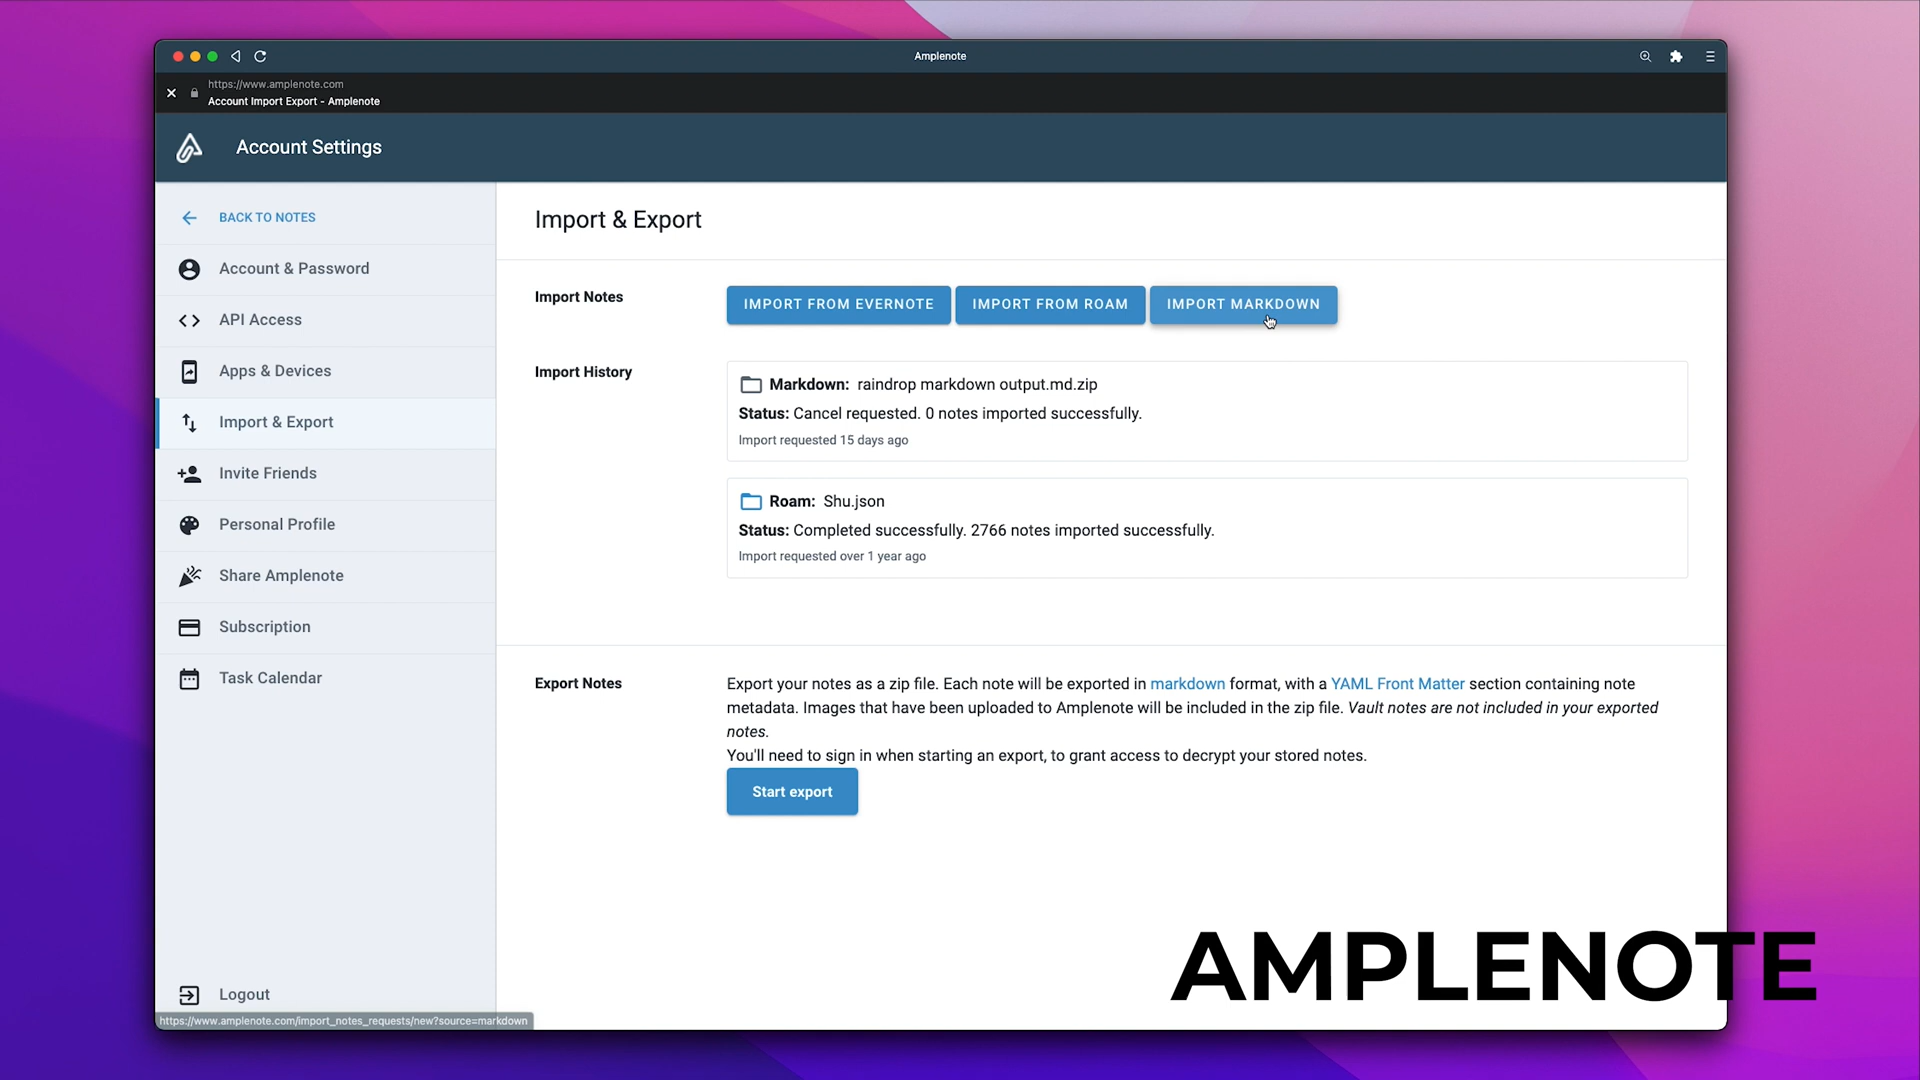 Amplenote
https://www.amplenote.com
Account Import Export - Amplenote
Account Settings
BACK TO NOTES
Account & Password
API Access
Apps & Devices
Import & Export
Invite Friends
Personal Profile
Share Amplenote
Subscription
Task Calendar
Logout
Import & Export
Import Notes
IMPORT FROM EVERNOTE
IMPORT FROM ROAM
IMPORT MARKDOWN
Import History
Markdown: raindrop markdown output.md.zip
Status: Cancel requested. 0 notes imported successfully.
Import requested 15 days ago
Roam: Shu.json
Status: Completed successfully. 2766 notes imported successfully.
Import requested over 1 year ago
Export Notes
Export your notes as a zip file. Each note will be exported in markdown format, with a YAML Front Matter section containing note
metadata. Images that have been uploaded to Amplenote will be included in the zip file. Vault notes are not included in your exported
notes.
You'll need to sign in when starting an export, to grant access to decrypt your stored notes.
Start export
AMPLENOTE
https://www.amplenote.com/import_notes_requests/new?source=markdown